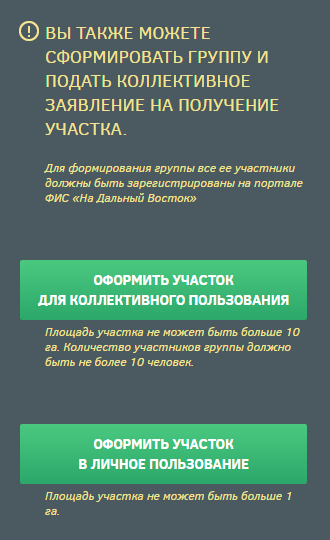 ВЫ ТАКЖЕ МОЖЕТЕ
СФОРМИРОВАТЬ ГРУППУ И
ПОДАТЬ КОЛЛЕКТИВНОЕ
ЗАЯВЛЕНИЕ НА ПОЛУЧЕНИЕ
УЧАСТКА.
Для формирования группы все ее участники
должны быть зарегистрированы на портале
ФИС «На Дальный Восток»
ОФОРМИТЬ УЧАСТОК
ДЛЯ КОЛЛЕКТИВНОГО ПОЛЬЗОВАНИЯ
Площадь участка не может быть больше 10
га. Количество участников группы должно
быть не более 10 человек.
ОФОРМИТЬ УЧАСТОК
В ЛИЧНОЕ ПОЛЬЗОВАНИЕ
Площадь участка не может быть больше 1
га.